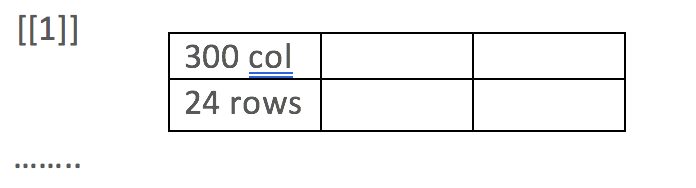 [[1]]
300 col
24 rows
........